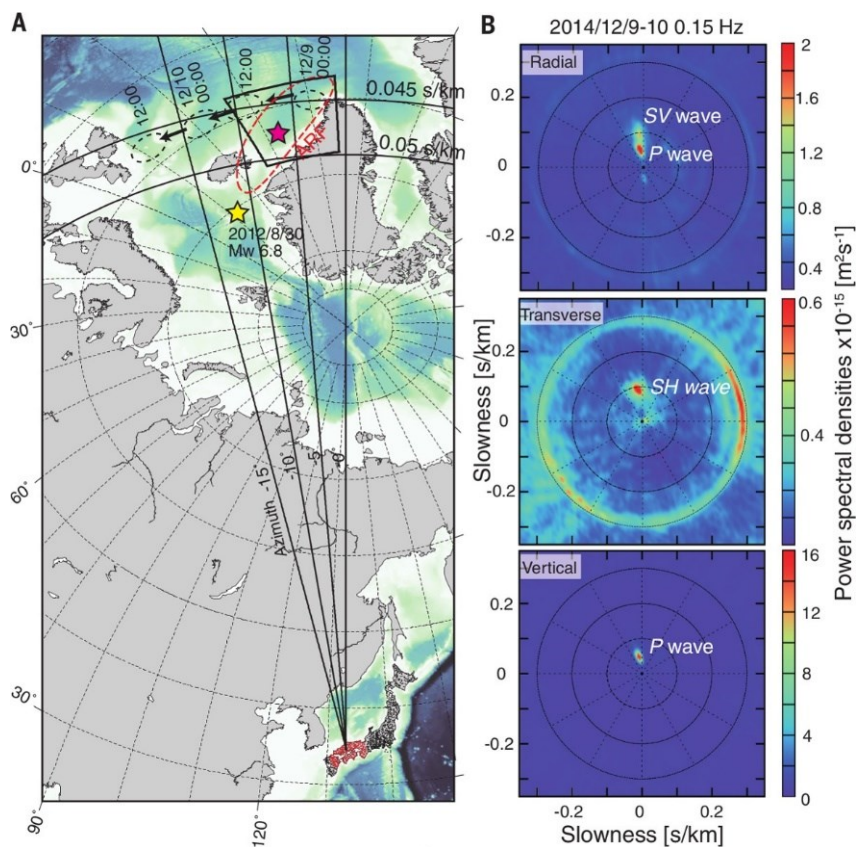 A
12/10
00:00
12:00
12/9
00:00
12:00
0.045 s/km
0.05 s/km
0°
2012/8/30
Mw 6.8
30°
60°
30°
90°
120°
Azimuth -15
-10°
-5
-0
B
2014/12/9-10 0.15 Hz
Radial
SV wave
P wave
0.2
0
-0.2
2
1.6
1.2
0.8
0.4
Transverse
SH wave
0.2
0
-0.2
0.6
0.4
Vertical
P wave
0.2
0
-0.2
16
12
8
4
0
-0.2
0
0.2
Slowness [s/km]
Slowness [s/km]
Power spectral densities x10⁻¹⁵ [m²s⁻¹]